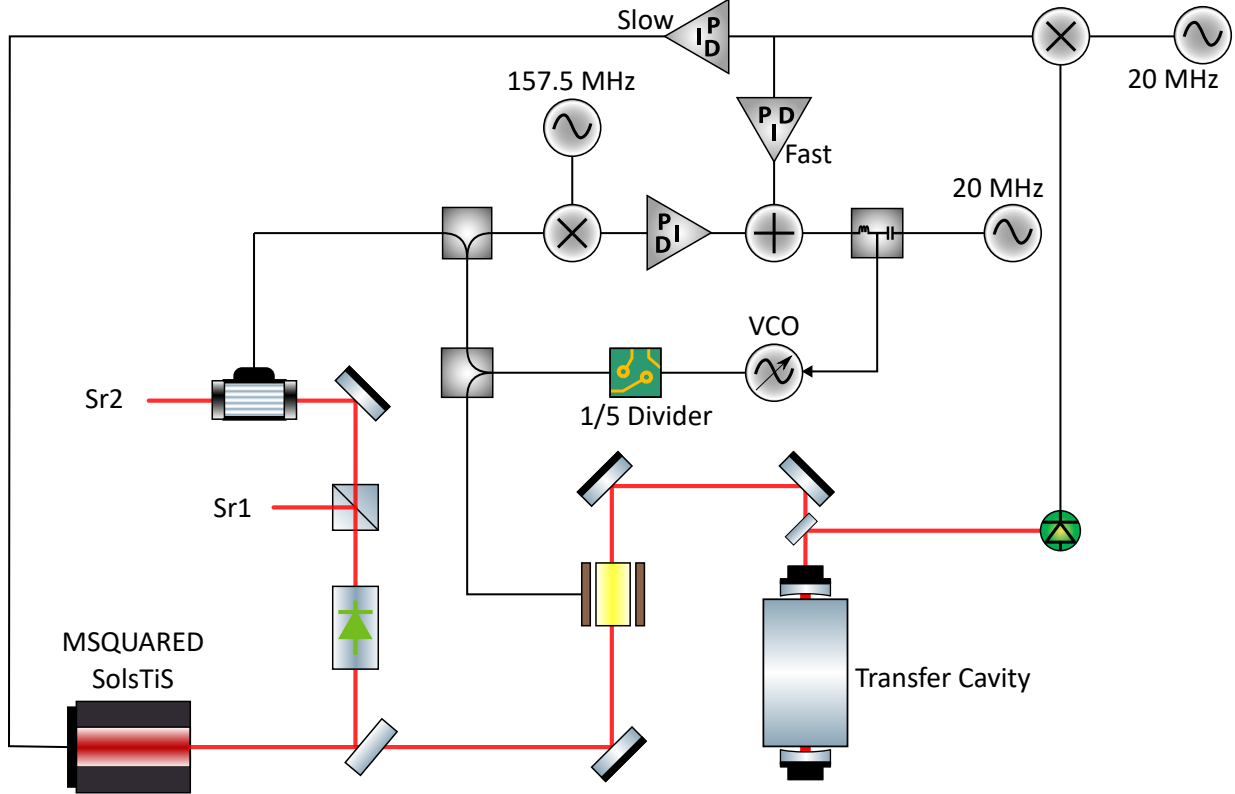 Slow
P
I
D
20 MHz
157.5 MHz
P D
I
Fast
20 MHz
P
I
D
VCO
Sr2
1/5 Divider
Sr1
MSQUARED
SolsTiS
Transfer Cavity